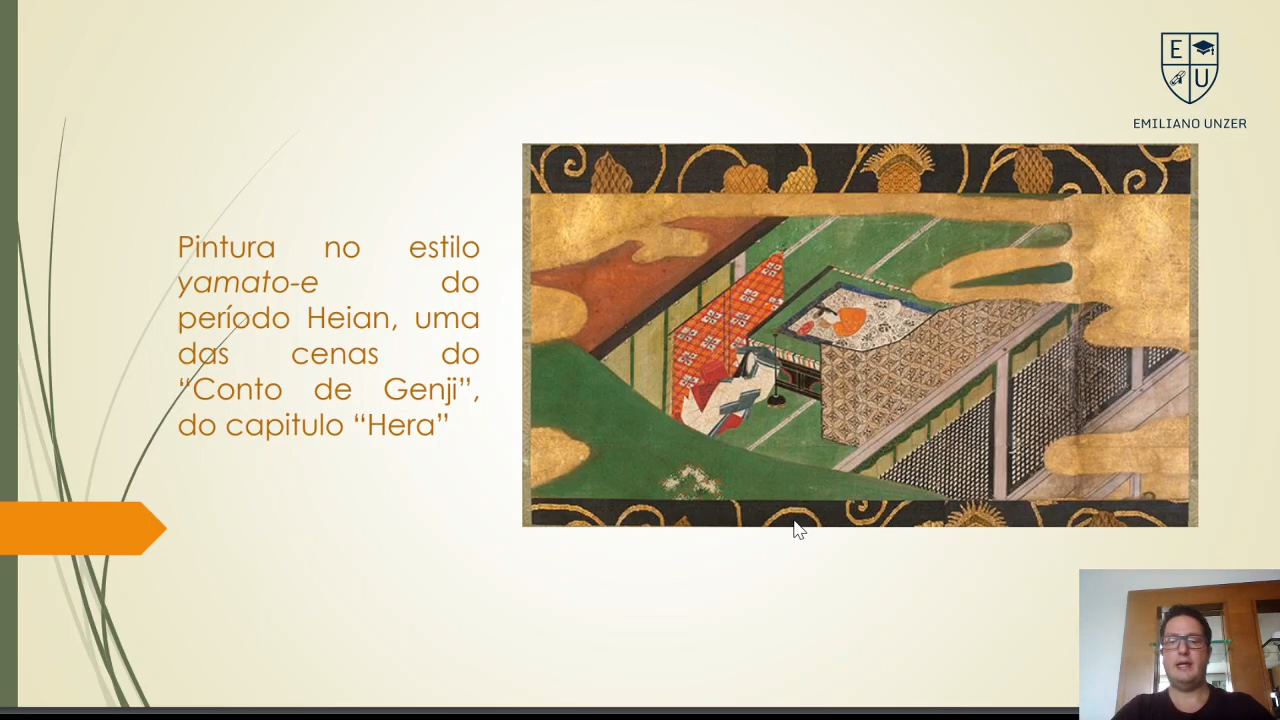 E
U
EMILIANO UNZER
Pintura no estilo
yamato-e do
período Heian, uma
das cenas do
“Conto de Genji”,
do capitulo “Hera”